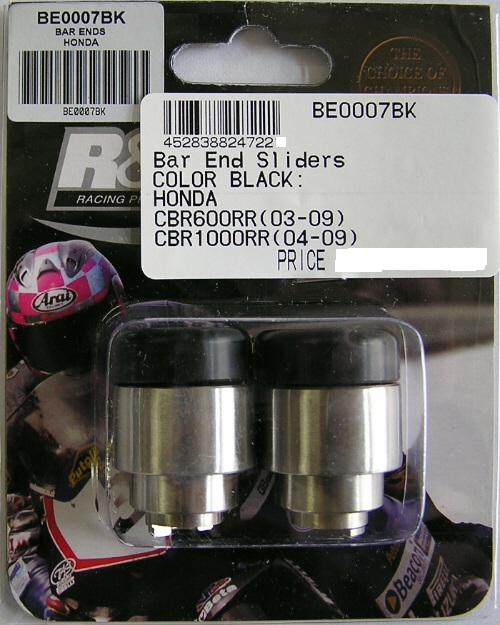 BE0007BK
BAR ENDS
HONDA
BE0007BK
THE
CHOICE OF
BE0007BK
452838824722
Bar End Sliders
COLOR BLACK:
HONDA
CBR600RR(03-09)
CBR1000RR(04-09)
PRICE
R&
RACING
Arai
Beacon